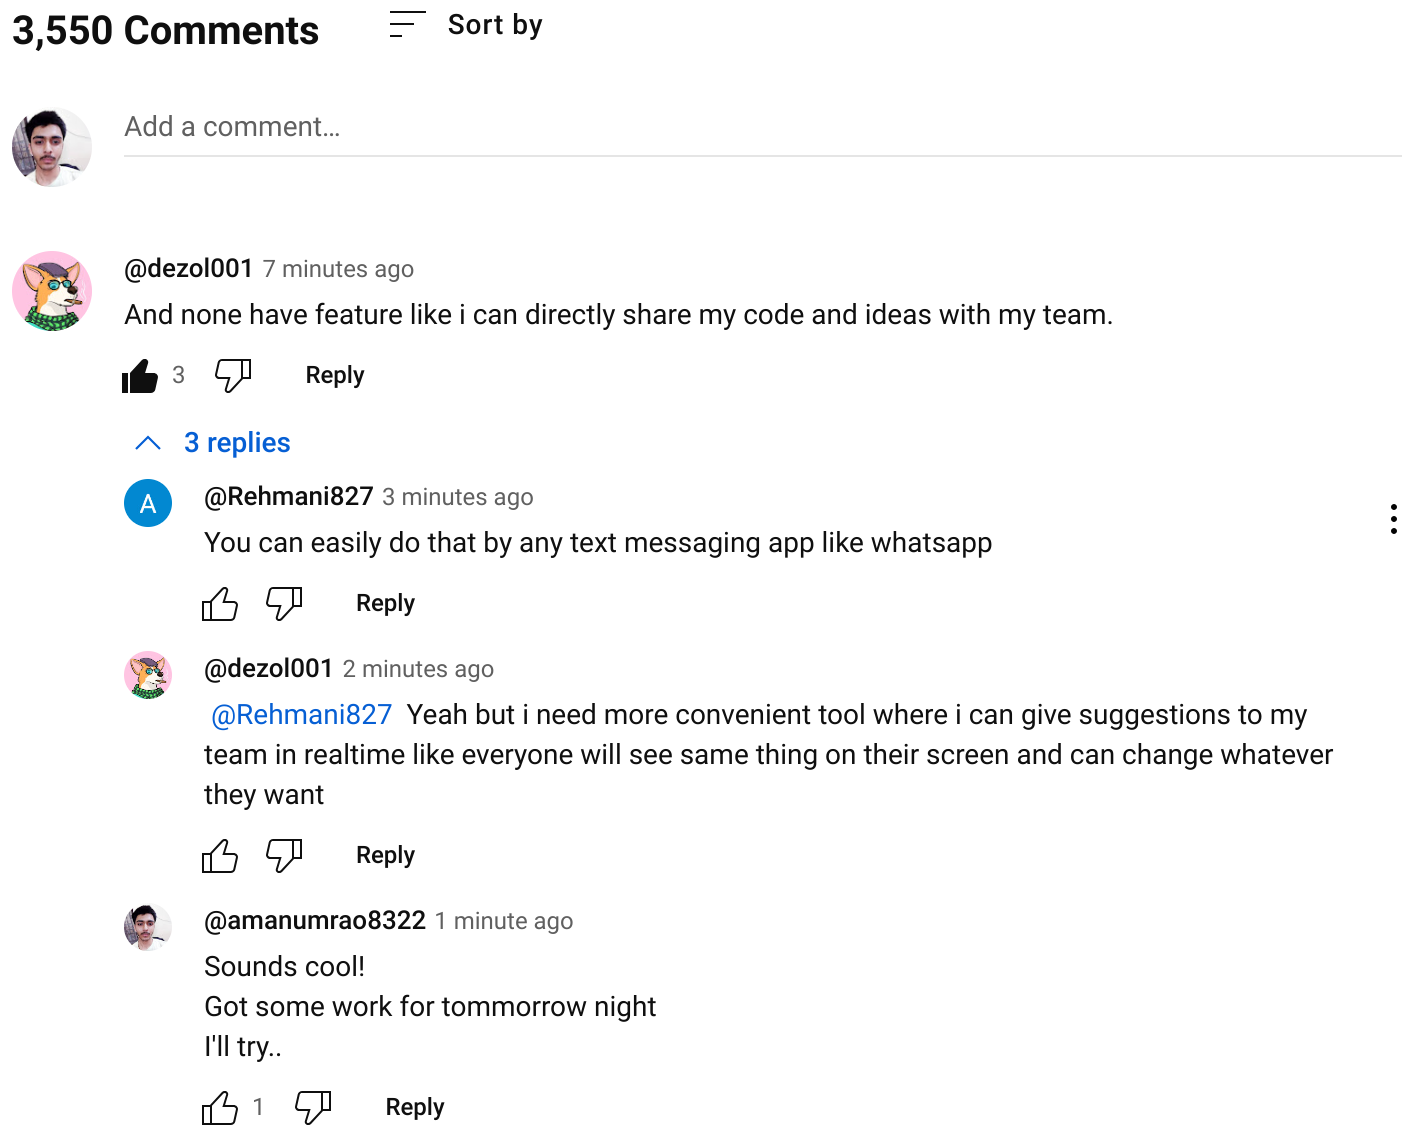 3,550 Comments
Sort by
Add a comment...
@dezol001 7 minutes ago
And none have feature like i can directly share my code and ideas with my team.
3
Reply
3 replies
A
@Rehmani827 3 minutes ago
You can easily do that by any text messaging app like whatsapp
Reply
@dezol001 2 minutes ago
@Rehmani827 Yeah but i need more convenient tool where i can give suggestions to my
team in realtime like everyone will see same thing on their screen and can change whatever
they want
Reply
@amanumrao8322 1 minute ago
Sounds cool!
Got some work for tommorrow night
I'll try..
1
Reply